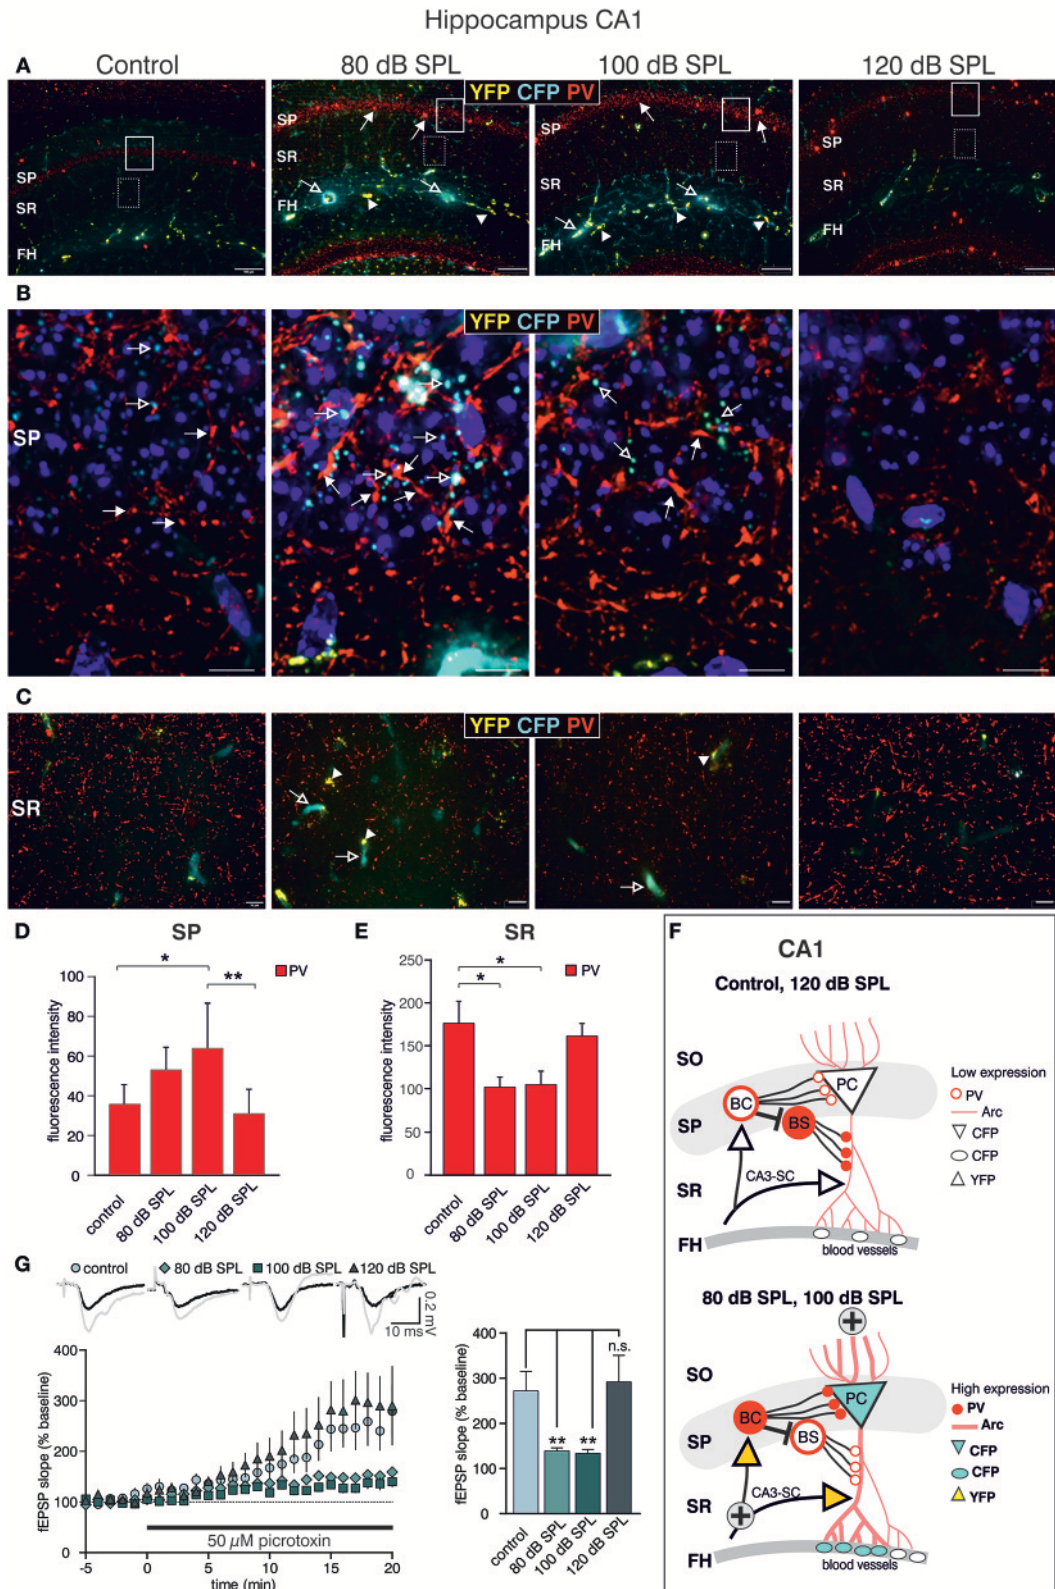 Hippocampus CA1
Control 80 dB SPL 100 dB SPL 120 dB SPL
A
YFP CFP PV
SP SP SP SP
SR SR SR SR
FH FH FH FH
B
YFP CFP PV
SP
C
YFP CFP PV
SR
D SP
fluorescence intensity
100
80
60
40
20
0
* **
PV
control 80 dB SPL 100 dB SPL 120 dB SPL
E SR
fluorescence intensity
250
200
150
100
50
0
* *
PV
control 80 dB SPL 100 dB SPL 120 dB SPL
F
CA1
Control, 120 dB SPL
SO
SP
SR
FH
PC
BC
BS
CA3-SC
blood vessels
Low expression
PV
Arc
CFP
CFP
YFP
80 dB SPL, 100 dB SPL
SO
SP
SR
FH
PC
BC
BS
CA3-SC
blood vessels
High expression
PV
Arc
CFP
CFP
YFP
G
control 80 dB SPL 100 dB SPL 120 dB SPL
0.2 mV
10 ms
fEPSP slope (% baseline)
400
300
200
100
0
50 µM picrotoxin
-5 0 5 10 15 20
time (min)
fEPSP slope (% baseline)
400
300
200
100
0
** ** n.s.
control 80 dB SPL 100 dB SPL 120 dB SPL